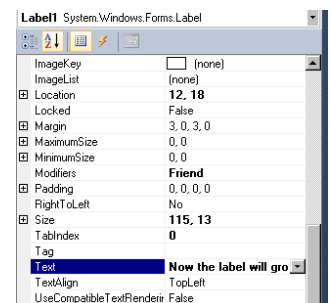 Label1 System.Windows.Forms.Label
ImageKey (none)
ImageList (none)
Location 12, 18
Locked False
Margin 3, 0, 3, 0
MaximumSize 0, 0
MinimumSize 0, 0
Modifiers Friend
Padding 0, 0, 0, 0
RightToLeft No
Size 115, 13
TabIndex 0
Tag
Text Now the label will gro
TextAlign TopLeft
UseCompatibleTextRenderin False